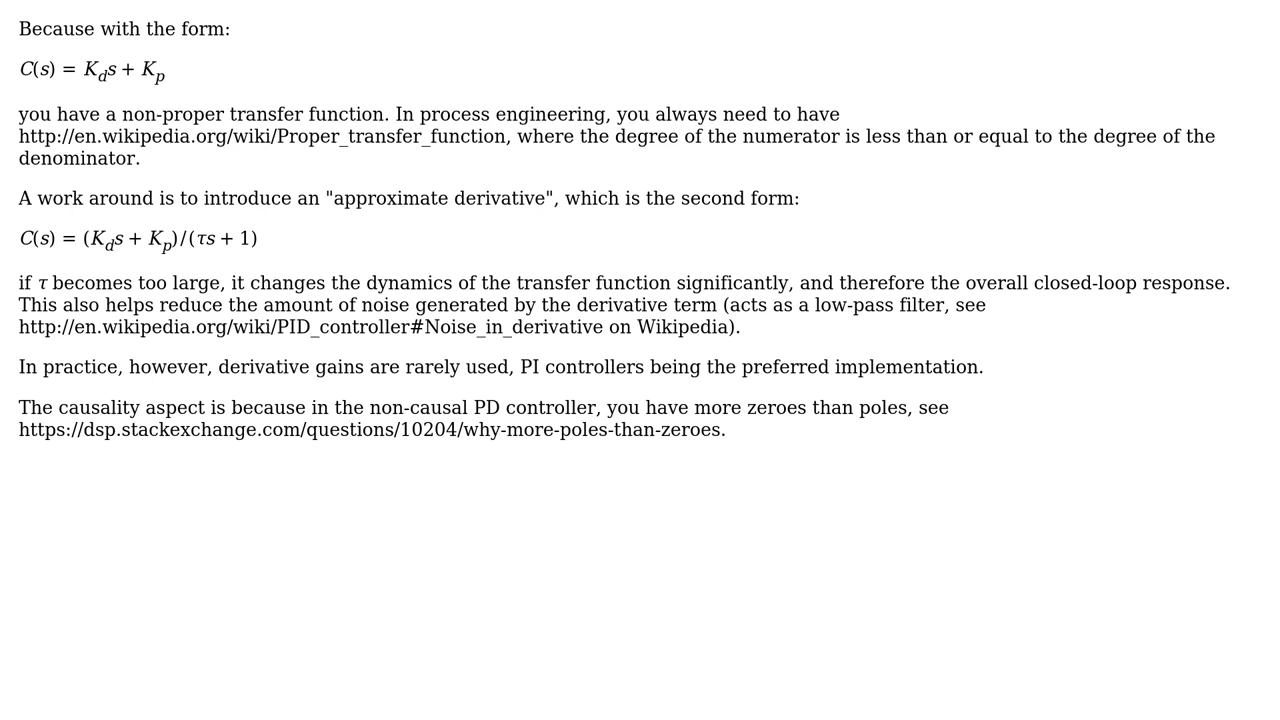 Because with the form:
C(s) = K_d s + K_p
you have a non-proper transfer function. In process engineering, you always need to have
http://en.wikipedia.org/wiki/Proper_transfer_function, where the degree of the numerator is less than or equal to the degree of the
denominator.
A work around is to introduce an "approximate derivative", which is the second form:
C(s) = (K_d s + K_p)/(τs + 1)
if τ becomes too large, it changes the dynamics of the transfer function significantly, and therefore the overall closed-loop response.
This also helps reduce the amount of noise generated by the derivative term (acts as a low-pass filter, see
http://en.wikipedia.org/wiki/PID_controller#Noise_in_derivative on Wikipedia).
In practice, however, derivative gains are rarely used, PI controllers being the preferred implementation.
The causality aspect is because in the non-causal PD controller, you have more zeroes than poles, see
https://dsp.stackexchange.com/questions/10204/why-more-poles-than-zeroes.